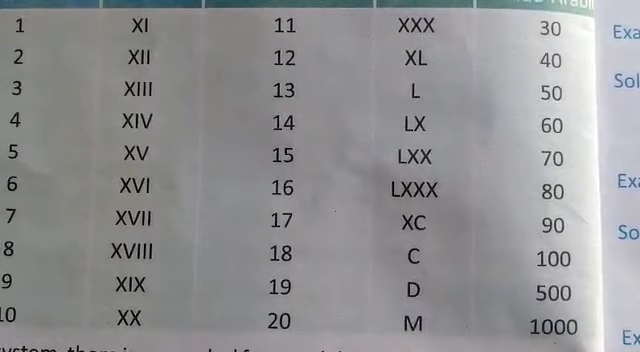 1 XI 11 XXX 30
2 XII 12 XL 40
3 XIII 13 L 50
4 XIV 14 LX 60
5 XV 15 LXX 70
6 XVI 16 LXXX 80
7 XVII 17 XC 90
8 XVIII 18 C 100
9 XIX 19 D 500
10 XX 20 M 1000
Exa
Sol
Exa
So
Ex